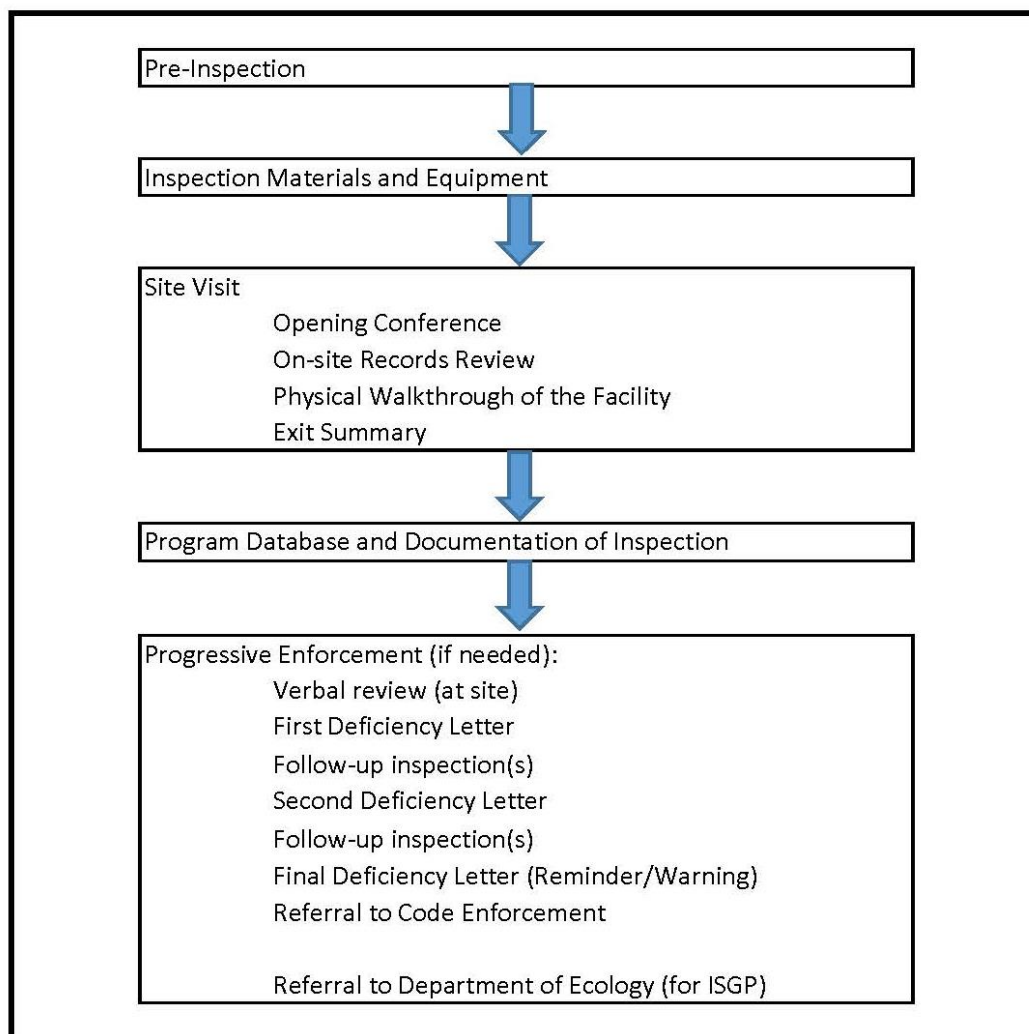 Pre-Inspection
Inspection Materials and Equipment
Site Visit
Opening Conference
On-site Records Review
Physical Walkthrough of the Facility
Exit Summary
Program Database and Documentation of Inspection
Progressive Enforcement (if needed):
Verbal review (at site)
First Deficiency Letter
Follow-up inspection(s)
Second Deficiency Letter
Follow-up inspection(s)
Final Deficiency Letter (Reminder/Warning)
Referral to Code Enforcement
Referral to Department of Ecology (for ISGP)